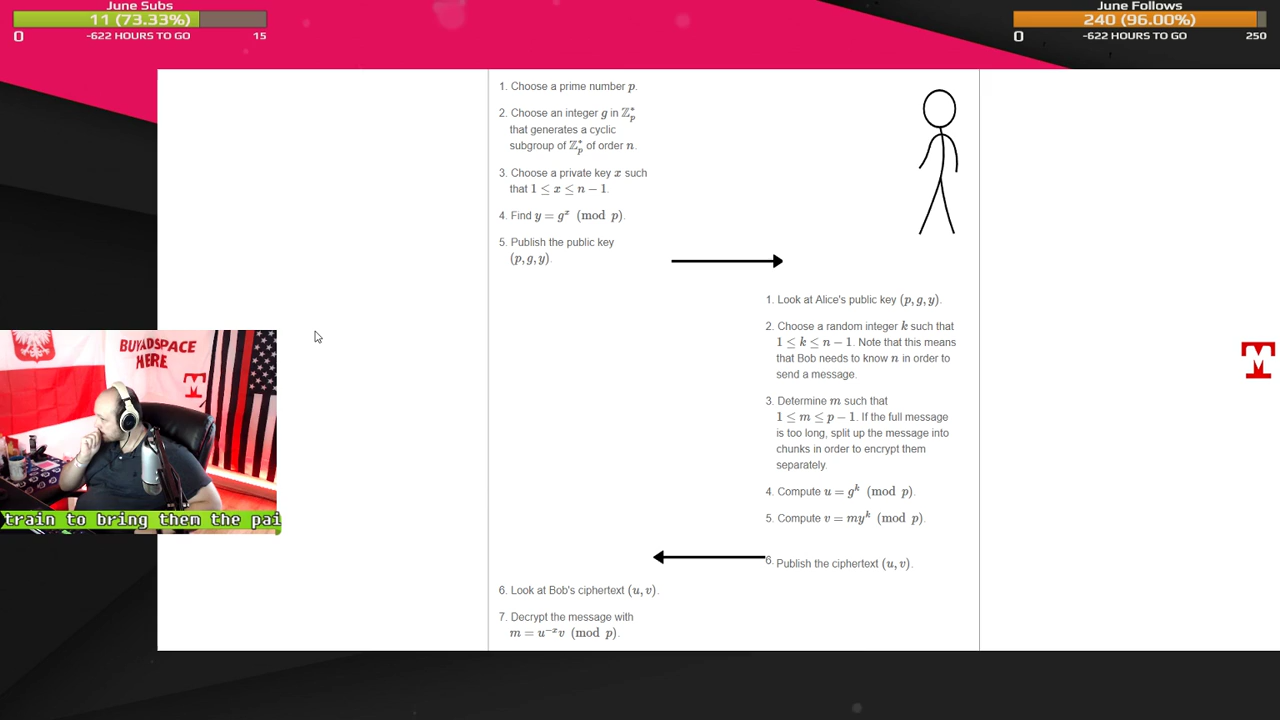 June Subs
11 (73.33%)
0 -622 HOURS TO GO 15
June Follows
240 (96.00%)
0 -622 HOURS TO GO 250
1. Choose a prime number p.
2. Choose an integer g in ℤ*ₚ
that generates a cyclic
subgroup of ℤ*ₚ of order n.
3. Choose a private key x such
that 1 ≤ x ≤ n − 1.
4. Find y = gˣ (mod p).
5. Publish the public key
(p, g, y).
1. Look at Alice's public key (p, g, y).
2. Choose a random integer k such that
1 ≤ k ≤ n − 1. Note that this means
that Bob needs to know n in order to
send a message.
3. Determine m such that
1 ≤ m ≤ p − 1. If the full message
is too long, split up the message into
chunks in order to encrypt them
separately.
4. Compute u = gᵏ (mod p).
5. Compute v = myᵏ (mod p).
6. Publish the ciphertext (u, v).
6. Look at Bob's ciphertext (u, v).
7. Decrypt the message with
m = u⁻ˣv (mod p).
BUY ADSPACE
HERE
T
train to bring them the pai
T